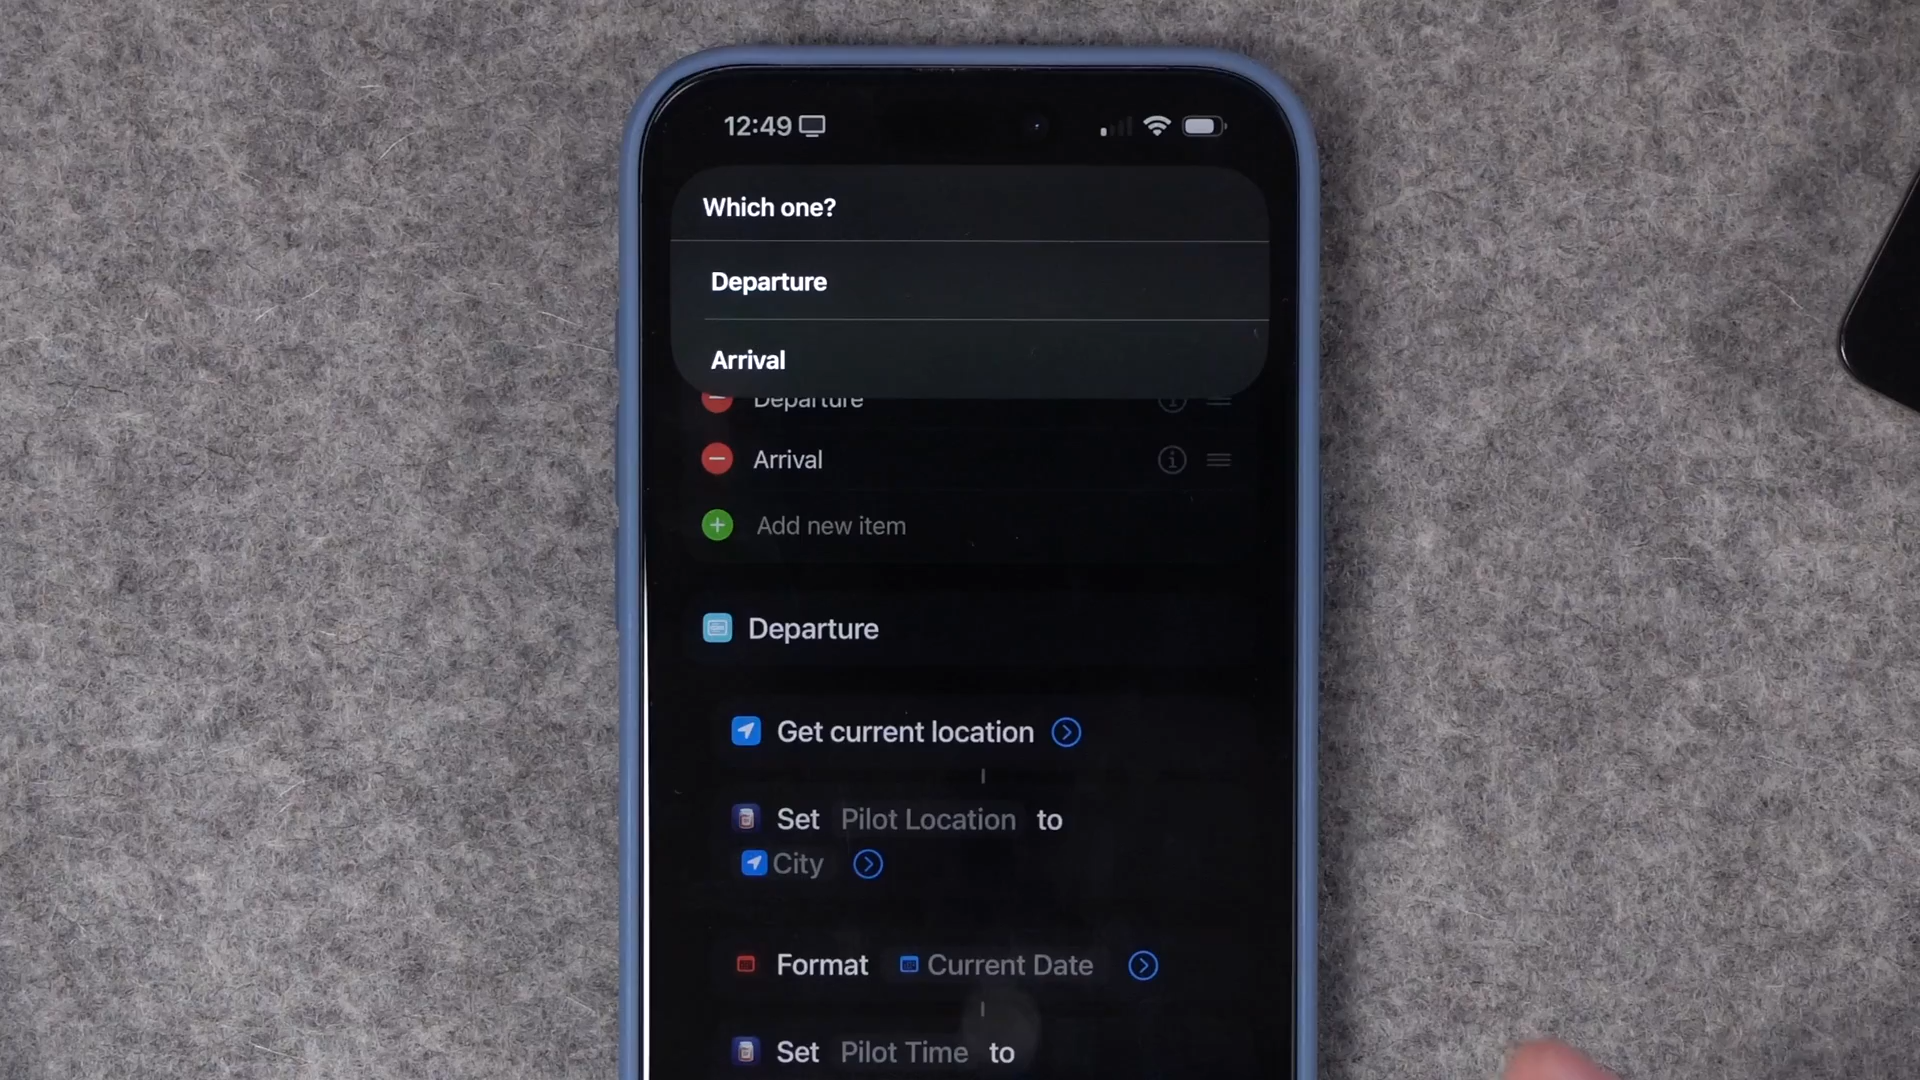 12:49
Which one?
Departure
Arrival
Departure
Arrival
Add new item
Departure
Get current location
Set Pilot Location to
City
Format Current Date
Set Pilot Time to